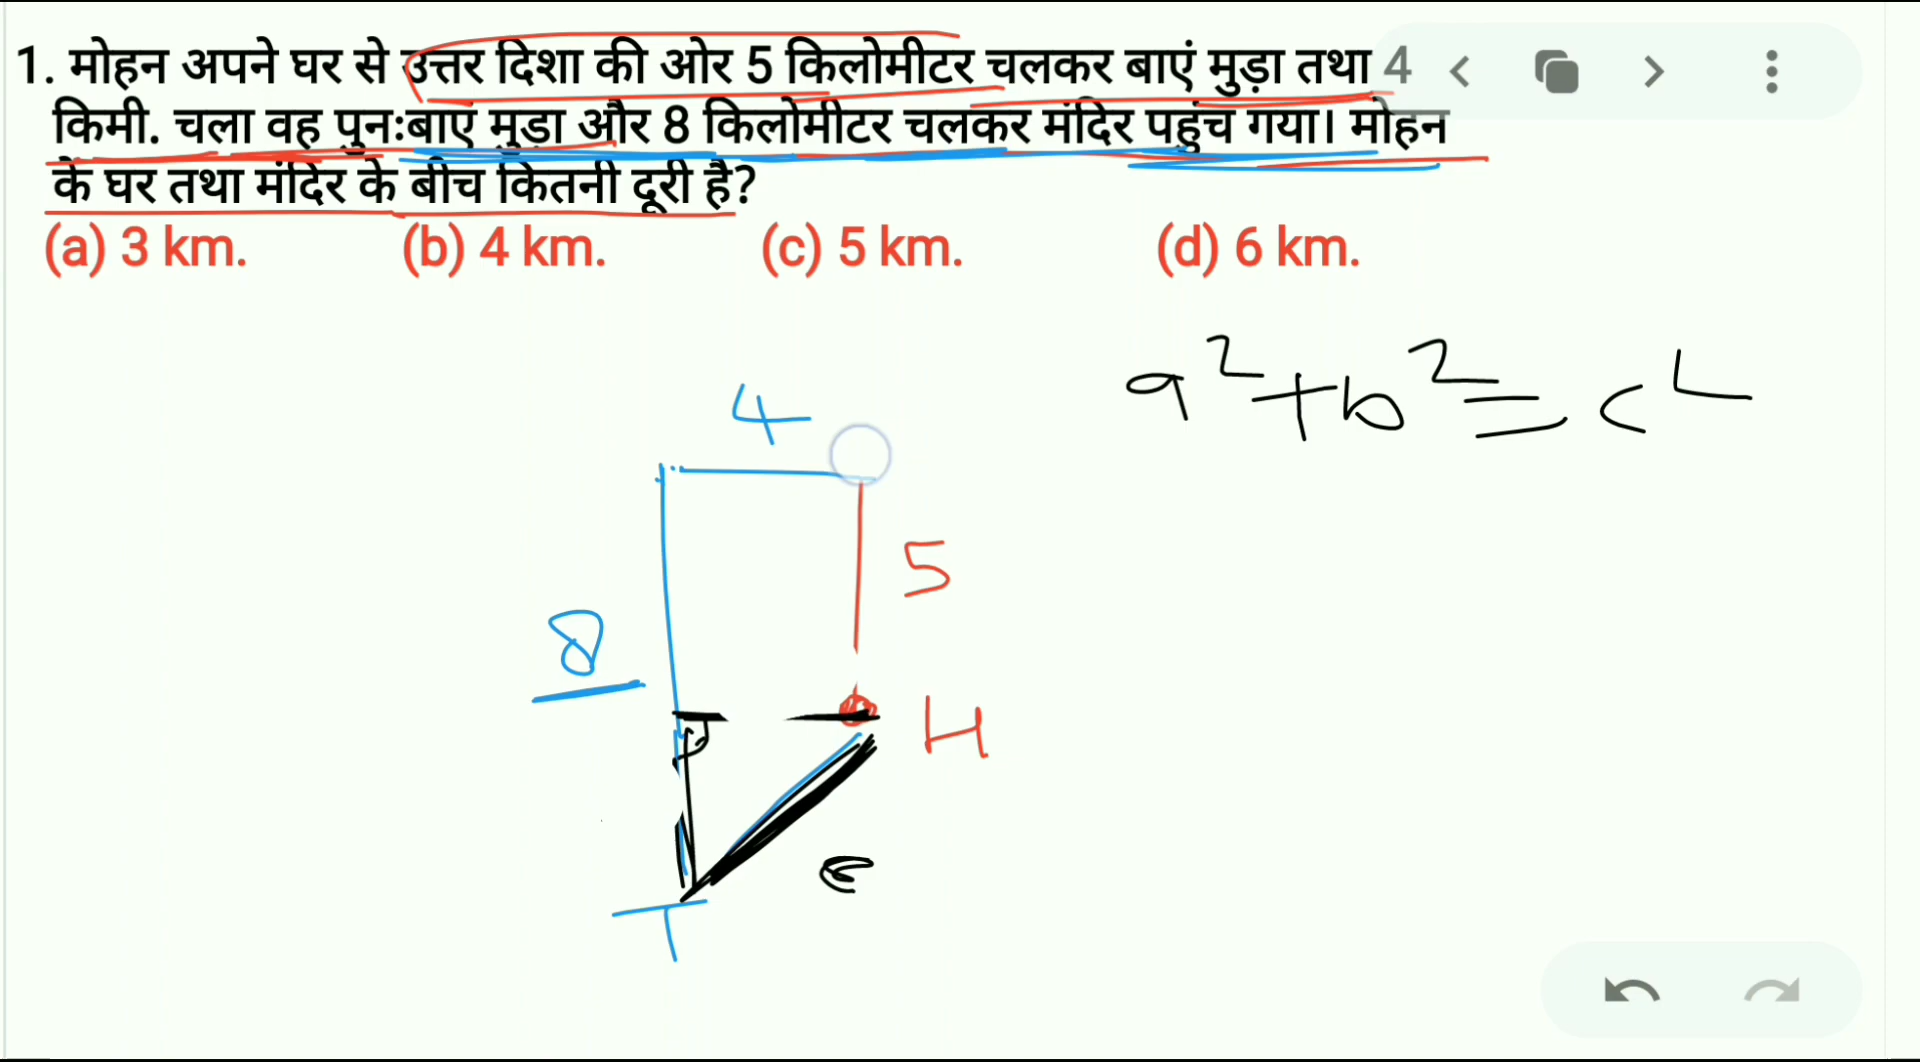 1. मोहन अपने घर से उत्तर दिशा की ओर 5 किलोमीटर चलकर बाएं मुड़ा तथा 4
किमी. चला वह पुनःबाएं मुड़ा और 8 किलोमीटर चलकर मंदिर पहुंच गया। मोहन
के घर तथा मंदिर के बीच कितनी दूरी है?
(a) 3 km. (b) 4 km. (c) 5 km. (d) 6 km.
a²+b²=c²
4
5
8
H
T